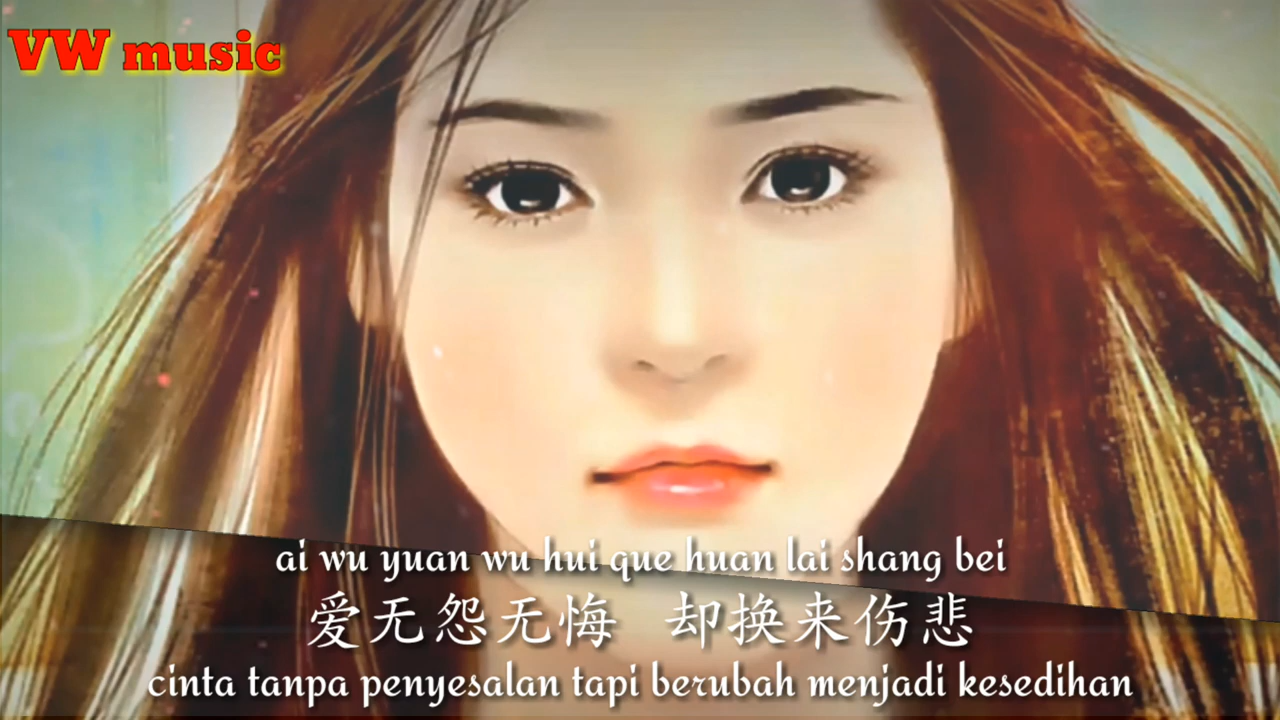 VW music
ai wu yuan wu hui que huan lai shang bei
爱无怨无悔 却换来伤悲
cinta tanpa penyesalan tapi berubah menjadi kesedihan